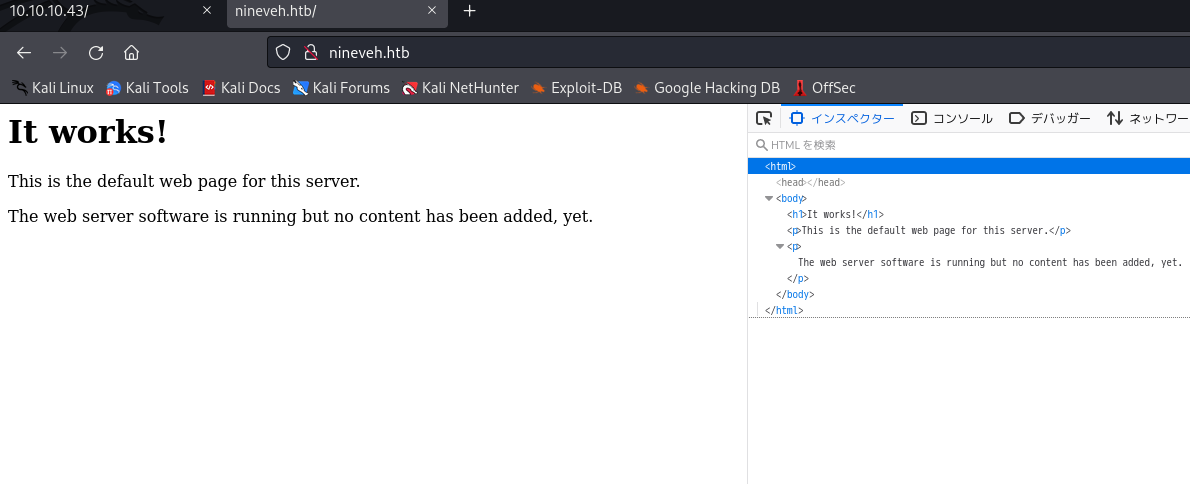 10.10.10.43/ × nineveh.htb/ × +
nineveh.htb
Kali Linux Kali Tools Kali Docs Kali Forums Kali NetHunter Exploit-DB Google Hacking DB OffSec
It works!
This is the default web page for this server.
The web server software is running but no content has been added, yet.
インスペクター コンソール デバッガー ネットワー
HTML を検索
<html>
<head></head>
<body>
<h1>It works!</h1>
<p>This is the default web page for this server.</p>
<p>
The web server software is running but no content has been added, yet.
</p>
</body>
</html>